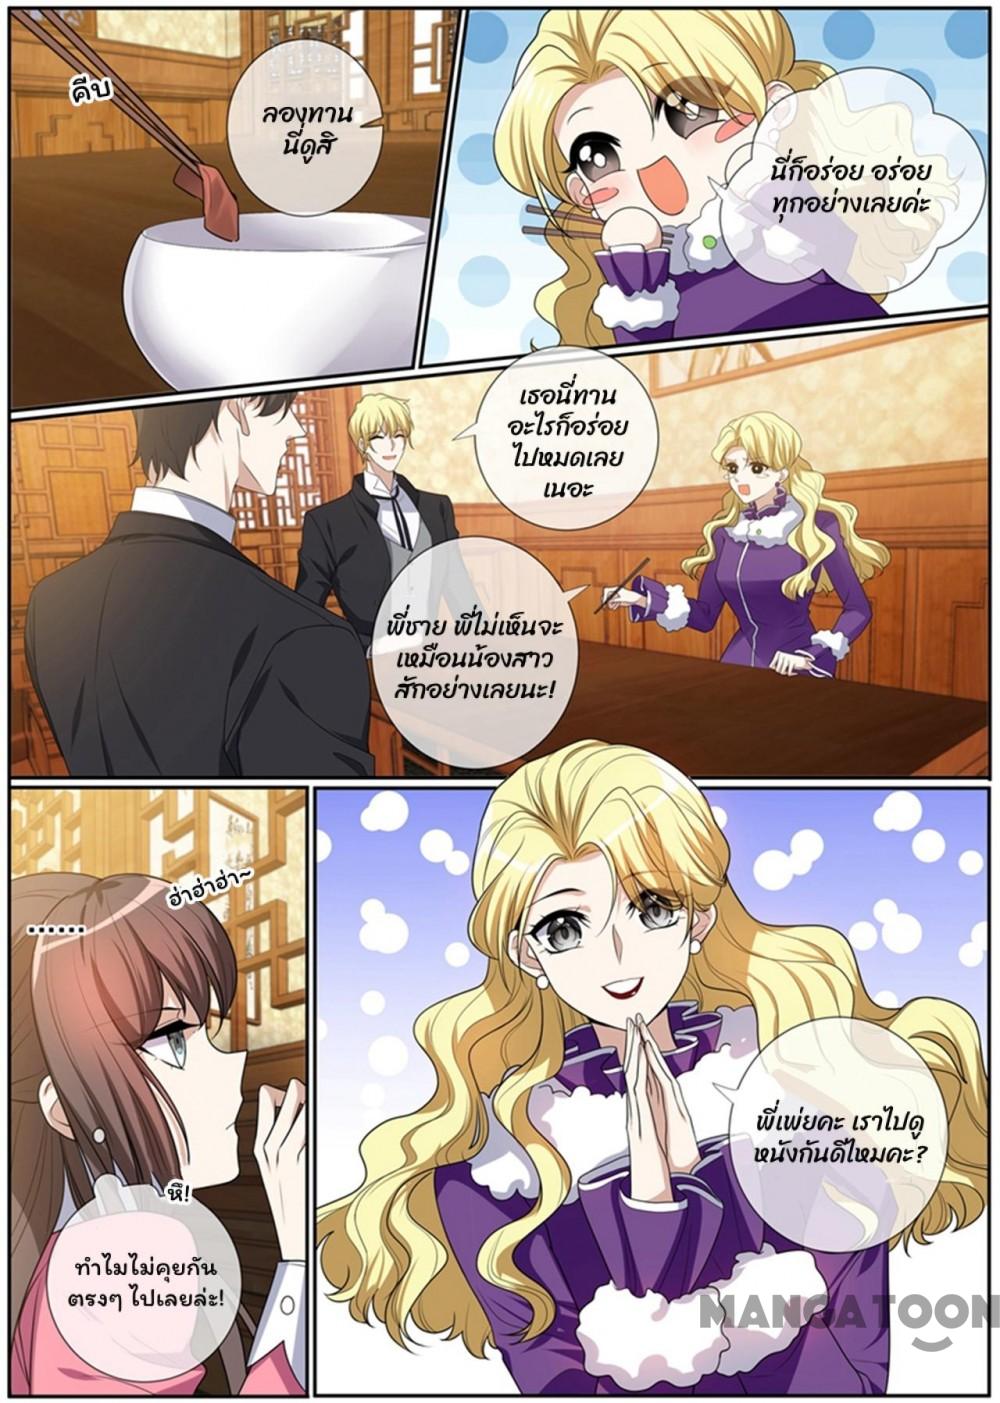 คีบ
ลองทาน
นี่ดูสิ
นี่ก็อร่อย อร่อย
ทุกอย่างเลยค่ะ
เธอนี่ทาน
อะไรก็อร่อย
ไปหมดเลย
เนอะ
พี่ชาย พี่ไม่เห็นจะ
เหมือนน้องสาว
สักอย่างเลยนะ!
ฮ่าฮ่าฮ่า~
......
หึ!
ทำไมไม่คุยกัน
ตรงๆ ไปเลยล่ะ!
พี่เพ่ยคะ เราไปดู
หนังกันดีไหมคะ?
MANGATOON